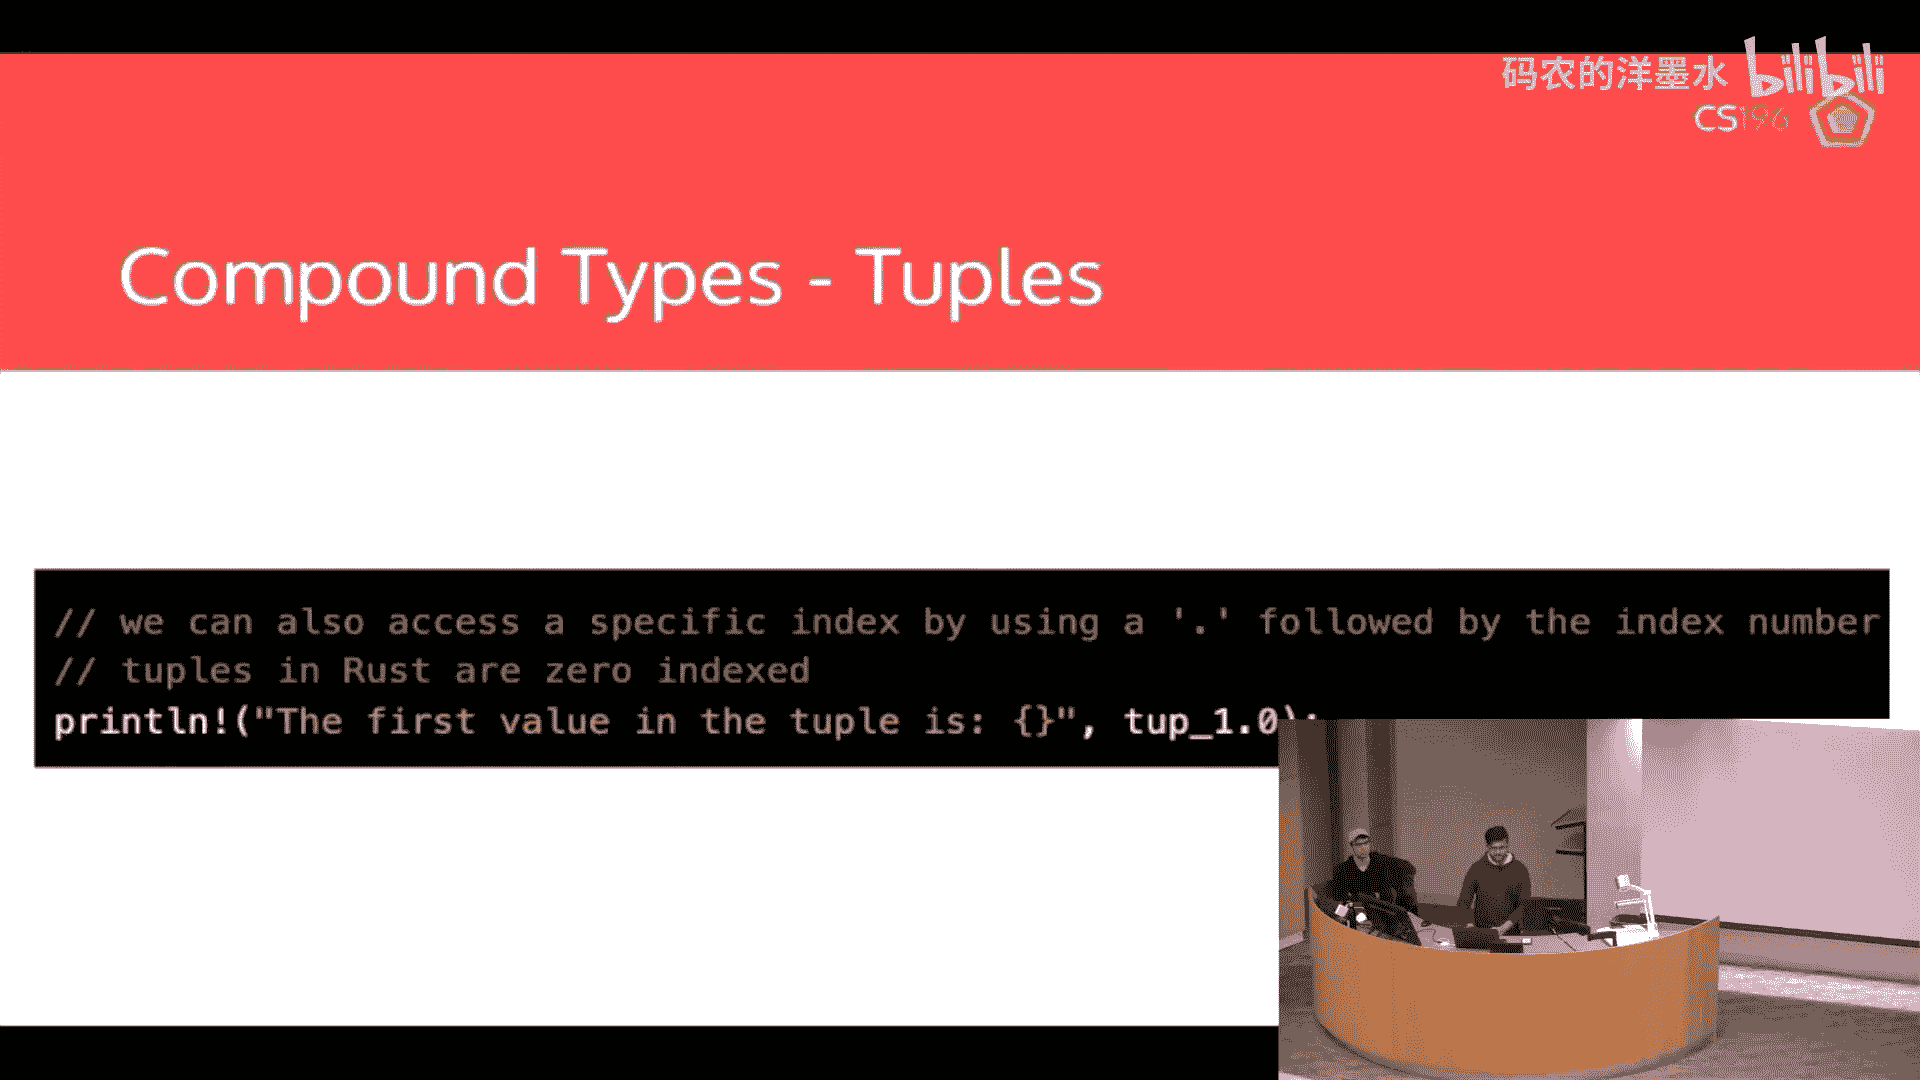 码农的洋墨水 bilibili
CS196
Compound Types - Tuples
// we can also access a specific index by using a '.' followed by the index number
// tuples in Rust are zero indexed
println!("The first value in the tuple is: {}", tup_1.0);